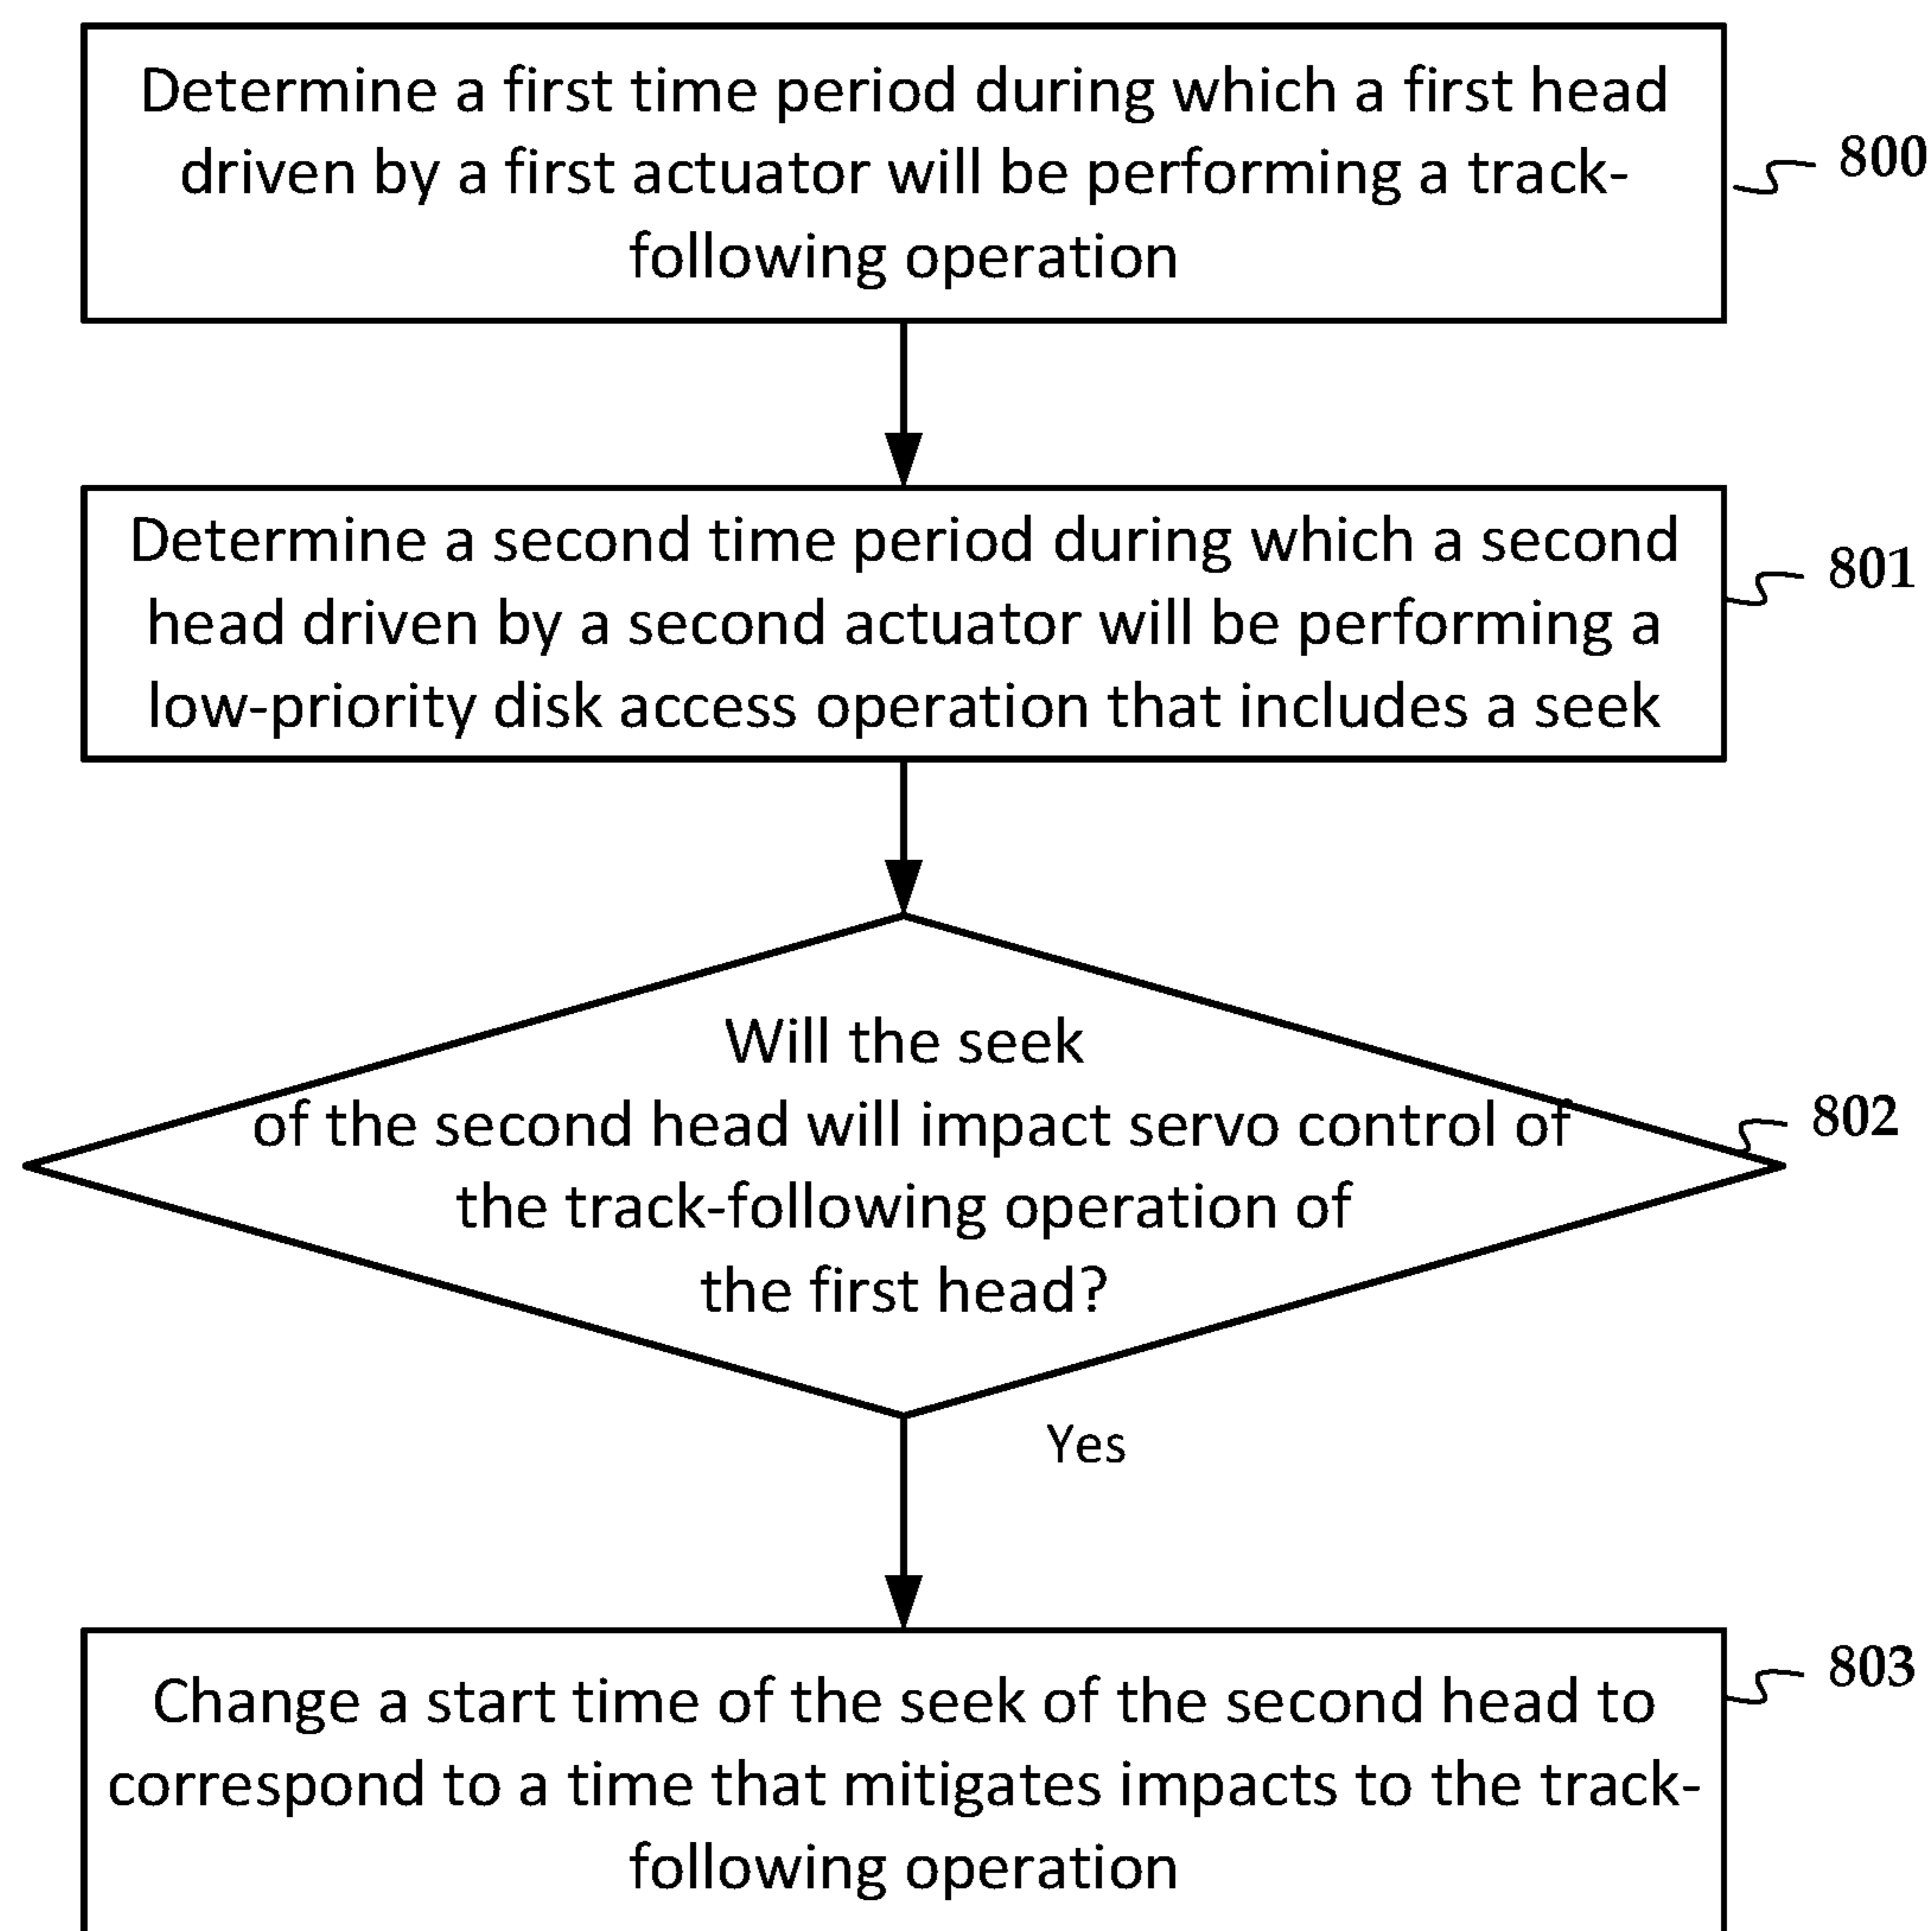 Determine a first time period during which a first head
driven by a first actuator will be performing a track-
following operation
800
Determine a second time period during which a second
head driven by a second actuator will be performing a
low-priority disk access operation that includes a seek
801
Will the seek
of the second head will impact servo control of
the track-following operation of
the first head?
802
Yes
Change a start time of the seek of the second head to
correspond to a time that mitigates impacts to the track-
following operation
803